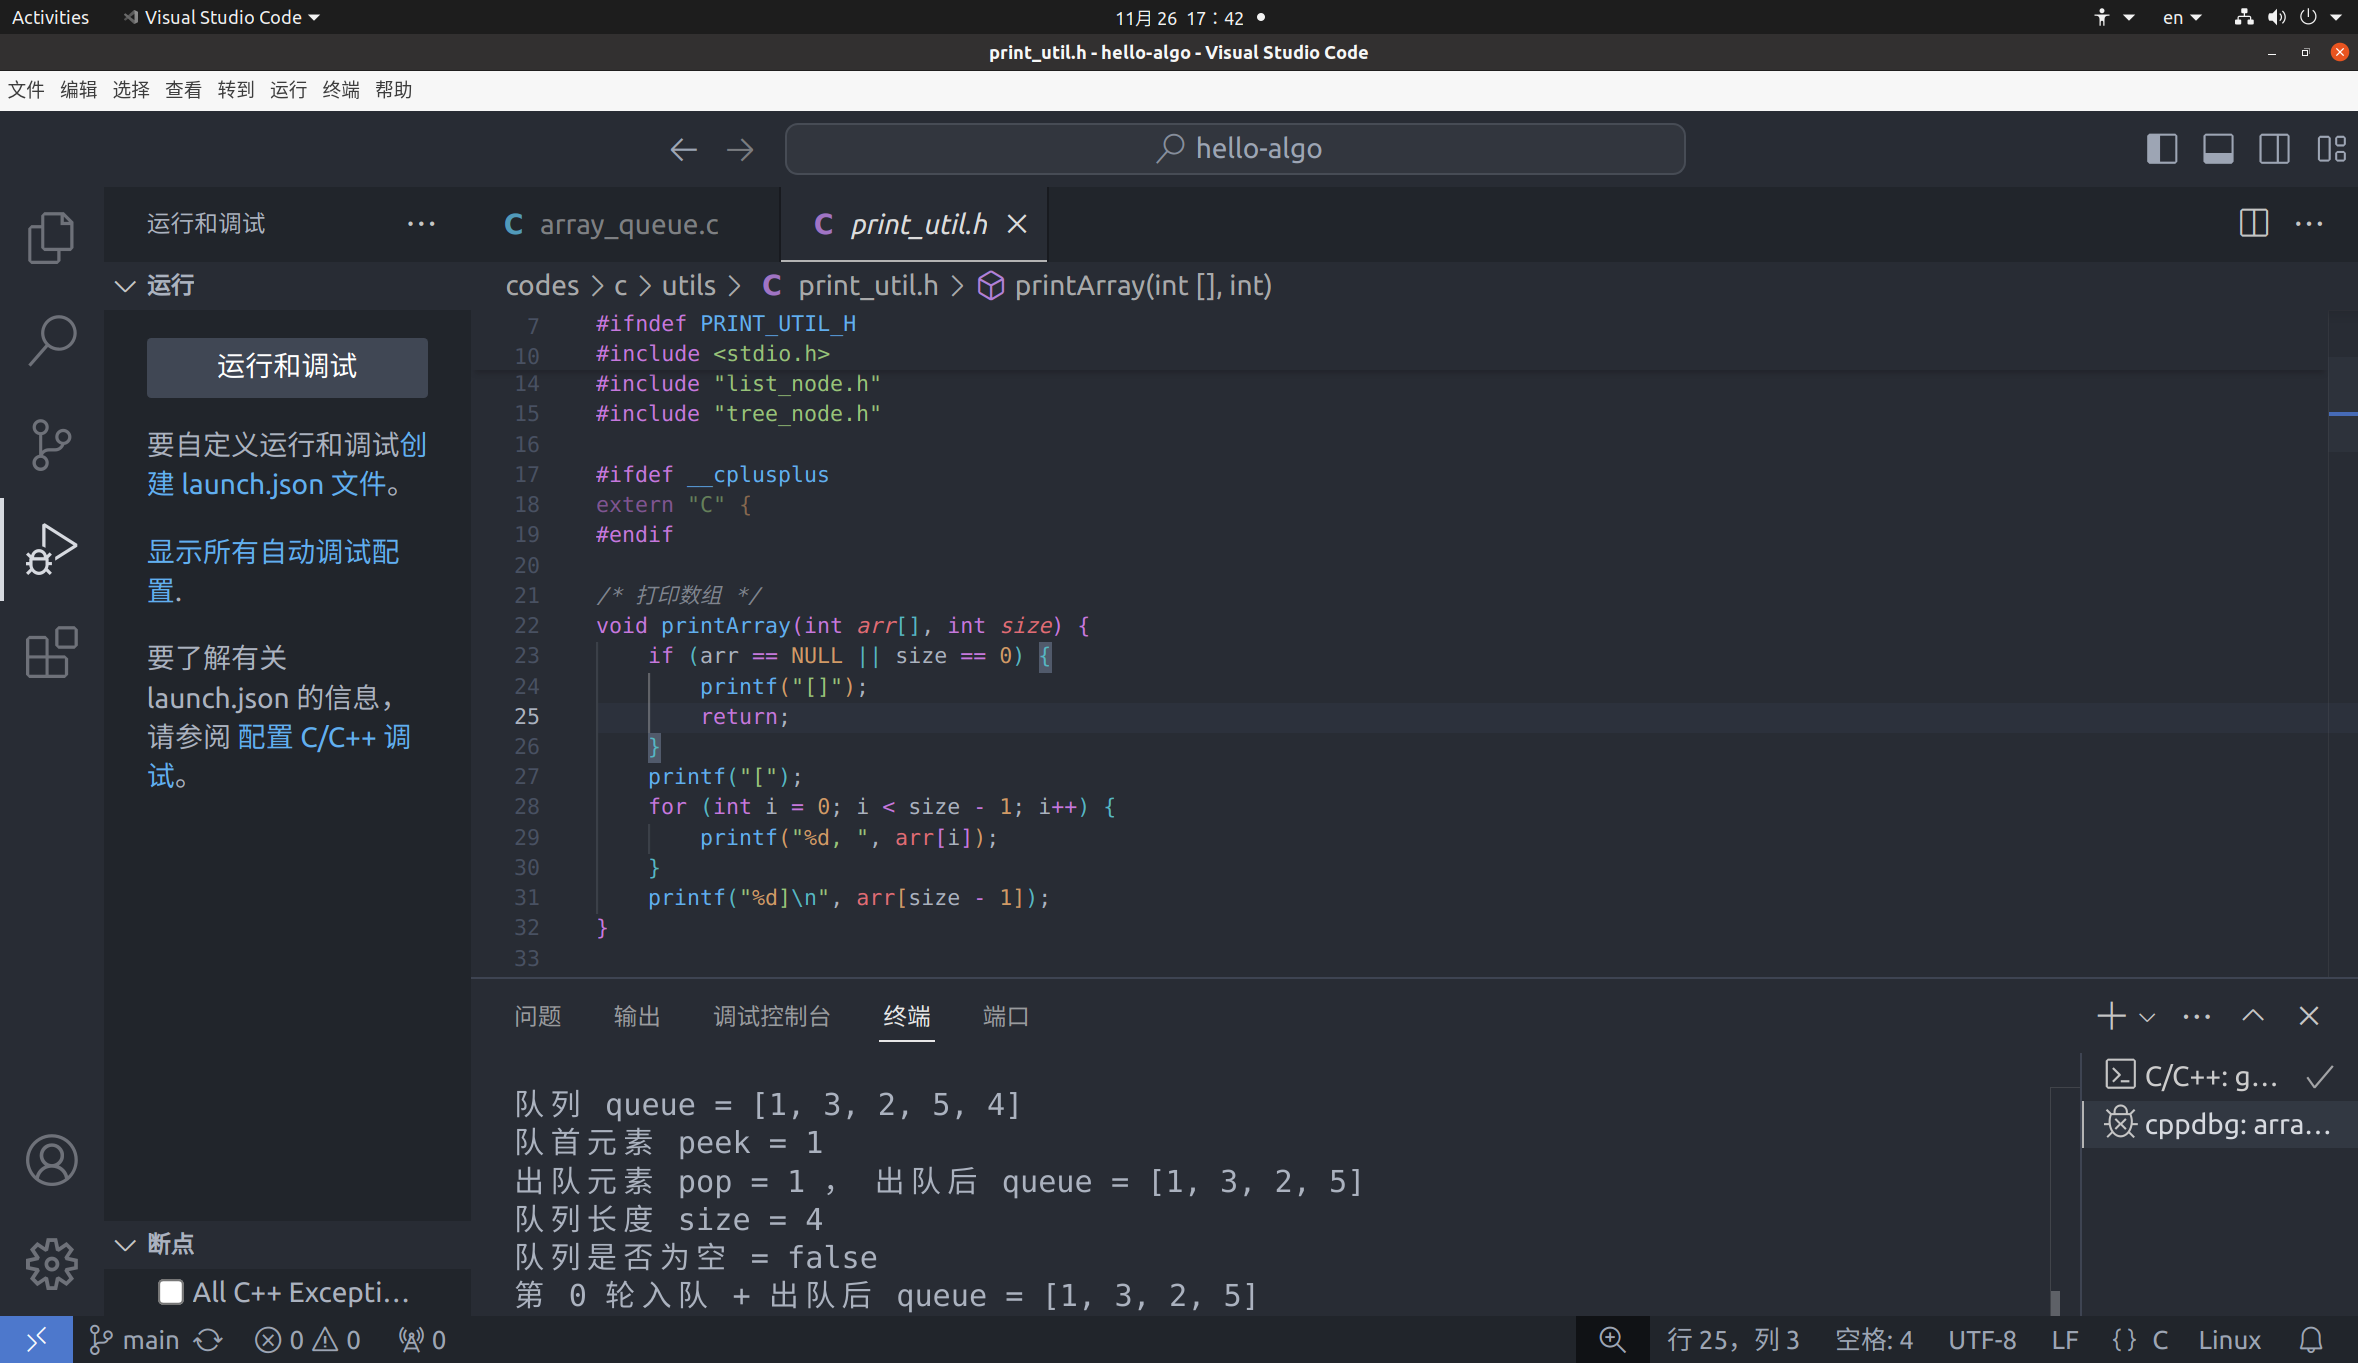 Activities Visual Studio Code 11月 26 17：42 en
print_util.h - hello-algo - Visual Studio Code
文件 编辑 选择 查看 转到 运行 终端 帮助
hello-algo
运行和调试 ··· array_queue.c print_util.h
运行
codes > c > utils > C print_util.h > printArray(int [], int)
运行和调试
要自定义运行和调试创
建 launch.json 文件。
显示所有自动调试配
置.
要了解有关
launch.json 的信息，
请参阅 配置 C/C++ 调
试。
7 #ifndef PRINT_UTIL_H
10 #include <stdio.h>
14 #include "list_node.h"
15 #include "tree_node.h"
16
17 #ifdef __cplusplus
18 extern "C" {
19 #endif
20
21 /* 打印数组 */
22 void printArray(int arr[], int size) {
23 if (arr == NULL || size == 0) {
24 printf("[]");
25 return;
26 }
27 printf("[");
28 for (int i = 0; i < size - 1; i++) {
29 printf("%d, ", arr[i]);
30 }
31 printf("%d]\n", arr[size - 1]);
32 }
33
问题 输出 调试控制台 终端 端口
队列 queue = [1, 3, 2, 5, 4]
队首元素 peek = 1
出队元素 pop = 1 ， 出队后 queue = [1, 3, 2, 5]
队列长度 size = 4
队列是否为空 = false
第 0 轮入队 + 出队后 queue = [1, 3, 2, 5]
C/C++: g...
cppdbg: arra...
断点
All C++ Excepti...
main 0 0 0 行 25，列 3 空格: 4 UTF-8 LF {} C Linux